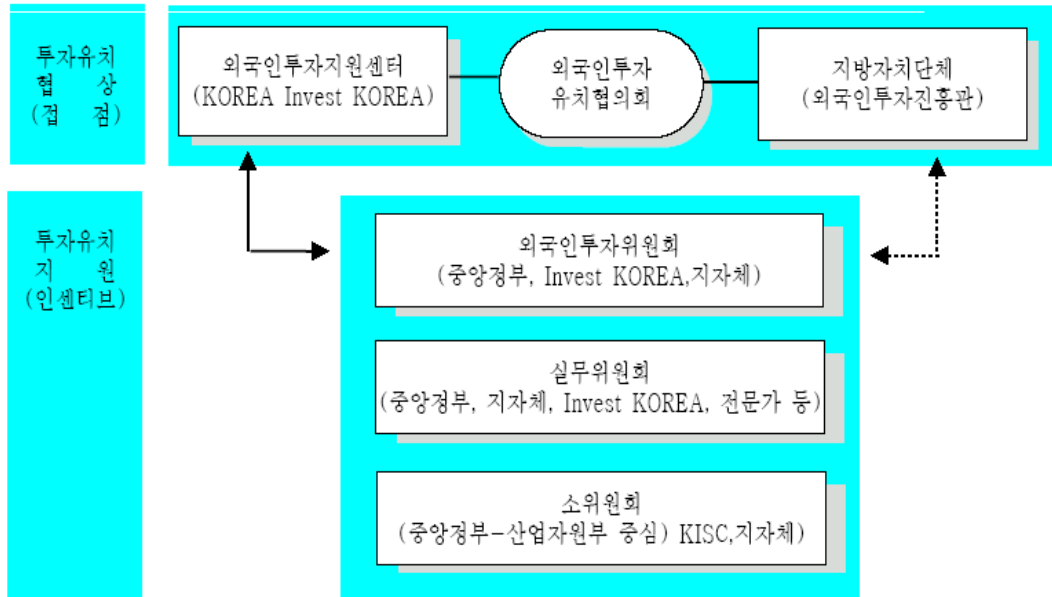 투자유치
협 상
(접 점)
외국인투자지원센터
(KOREA Invest KOREA)
외국인투자
유치협의회
지방자치단체
(외국인투자진흥관)
투자유치
지 원
(인센티브)
외국인투자위원회
(중앙정부, Invest KOREA,지자체)
실무위원회
(중앙정부, 지자체, Invest KOREA, 전문가 등)
소위원회
(중앙정부-산업자원부 중심) KISC,지자체)